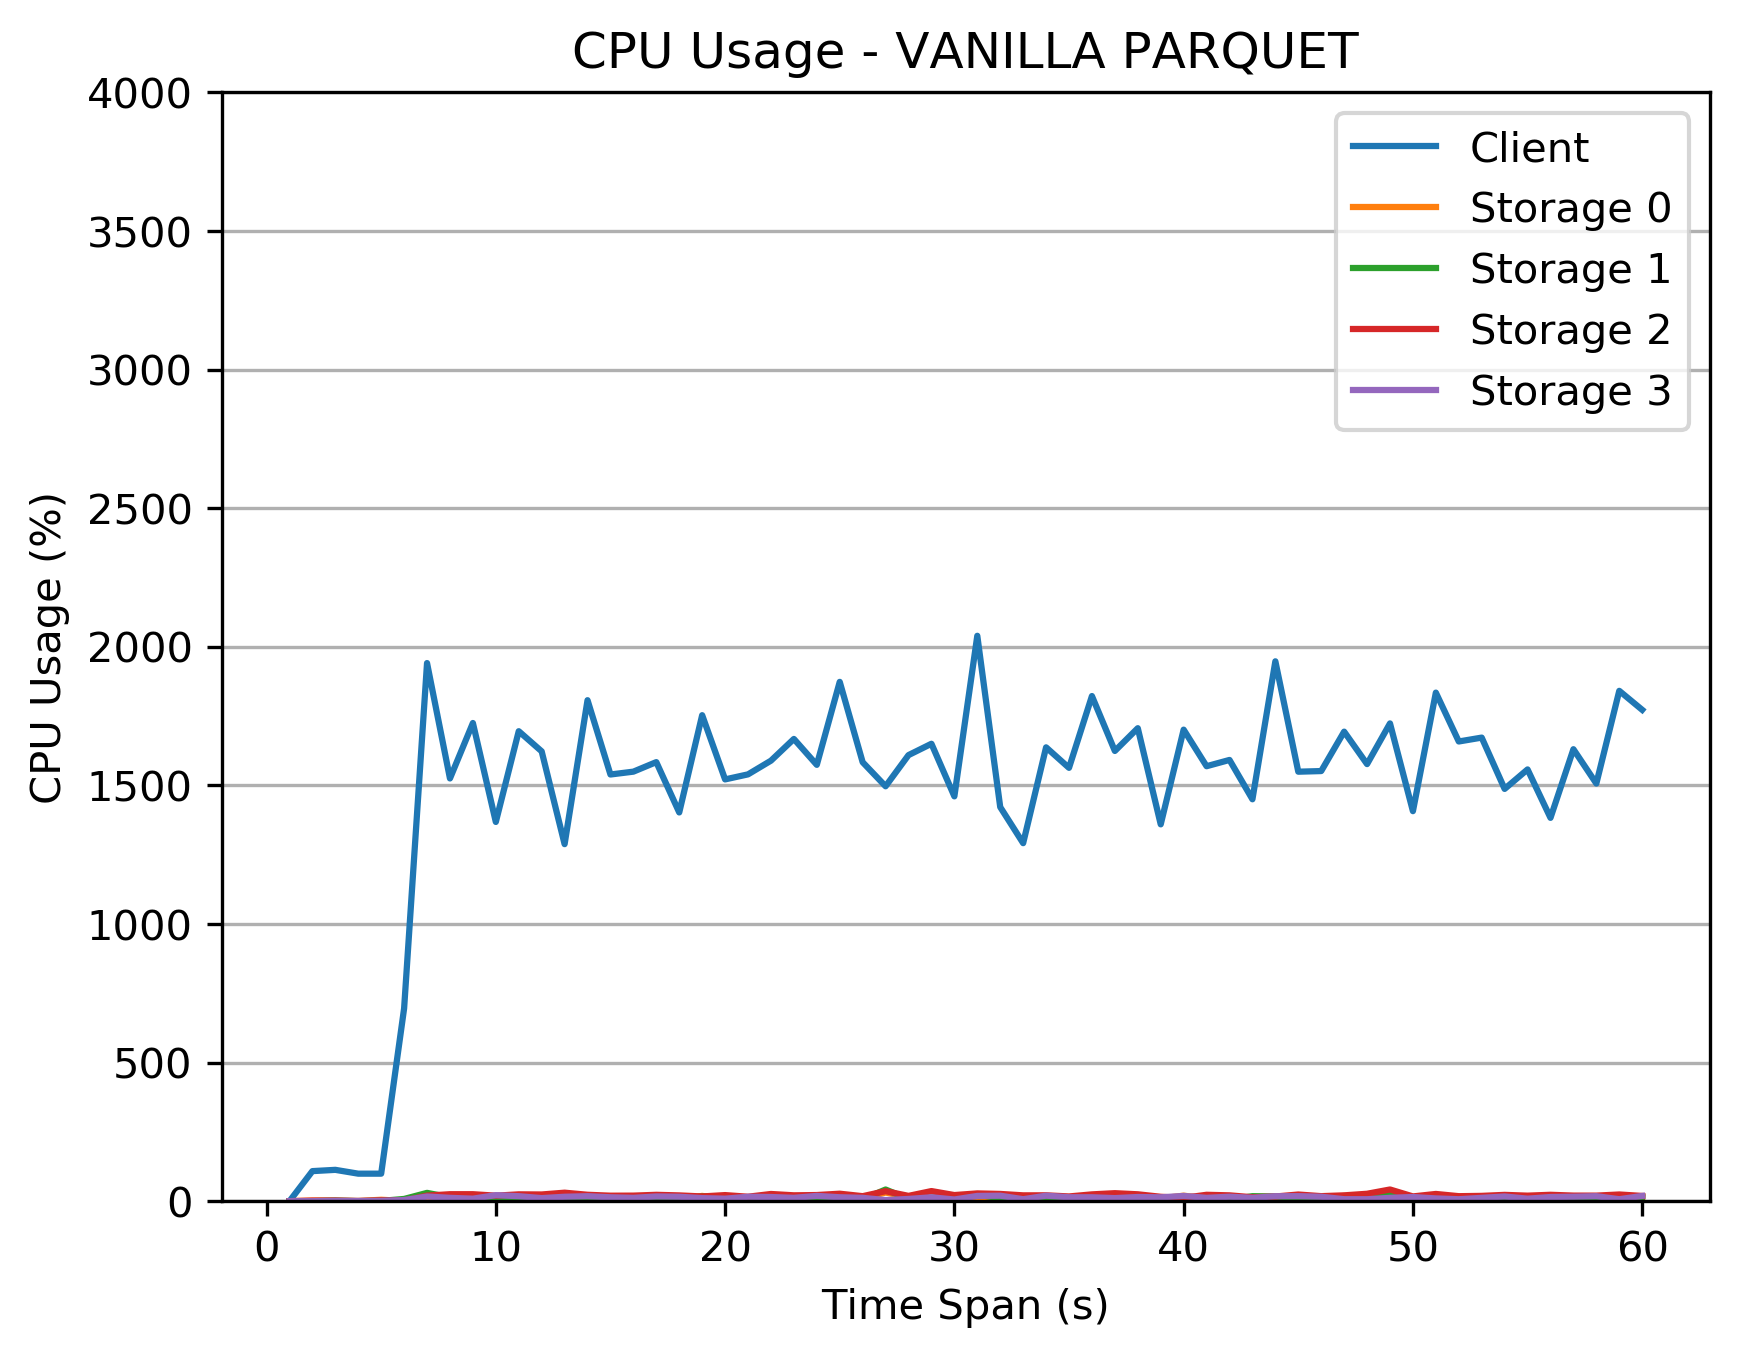 CPU Usage - VANILLA PARQUET
4000
3500
3000
2500
2000
1500
1000
500
0
CPU Usage (%)
Client
Storage 0
Storage 1
Storage 2
Storage 3
0 10 20 30 40 50 60
Time Span (s)